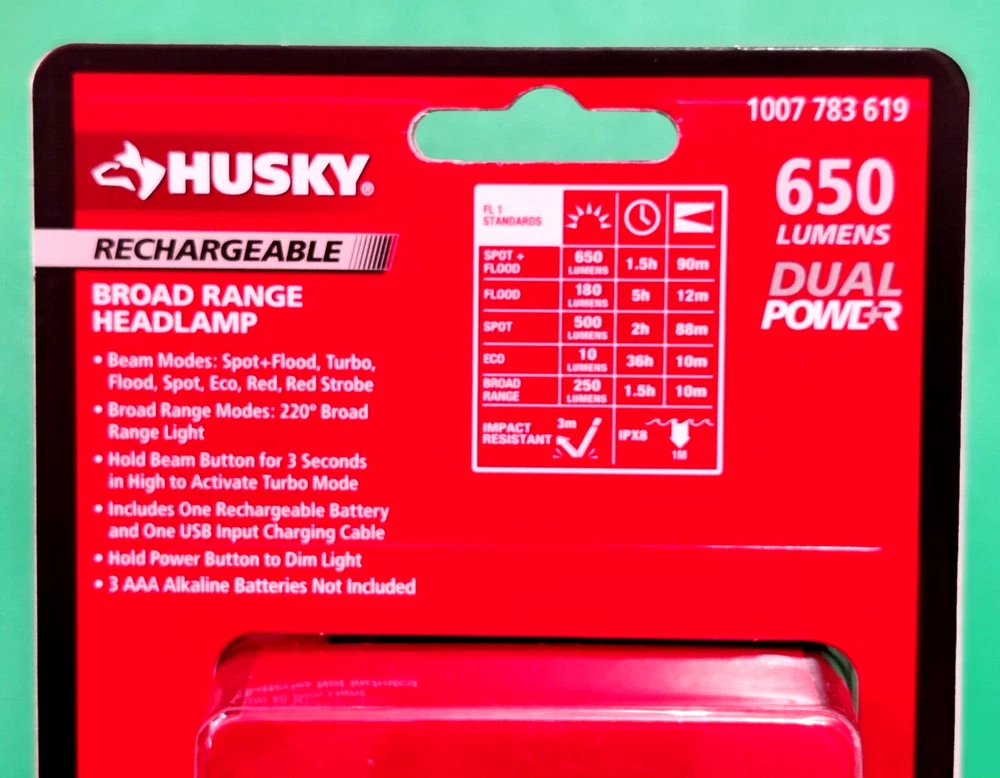 1007 783 619
HUSKY®
RECHARGEABLE
BROAD RANGE
HEADLAMP
• Beam Modes: Spot+Flood, Turbo,
Flood, Spot, Eco, Red, Red Strobe
• Broad Range Modes: 220° Broad
Range Light
• Hold Beam Button for 3 Seconds
in High to Activate Turbo Mode
• Includes One Rechargeable Battery
and One USB Input Charging Cable
• Hold Power Button to Dim Light
• 3 AAA Alkaline Batteries Not Included
FL 1
STANDARDS
SPOT +
FLOOD
650
LUMENS
1.5h
90m
FLOOD
180
LUMENS
5h
12m
SPOT
500
LUMENS
2h
88m
ECO
10
LUMENS
36h
10m
BROAD
RANGE
250
LUMENS
1.5h
10m
IMPACT
RESISTANT
3m
IPX8
1M
650
LUMENS
DUAL
POWER
Batteries Not Included